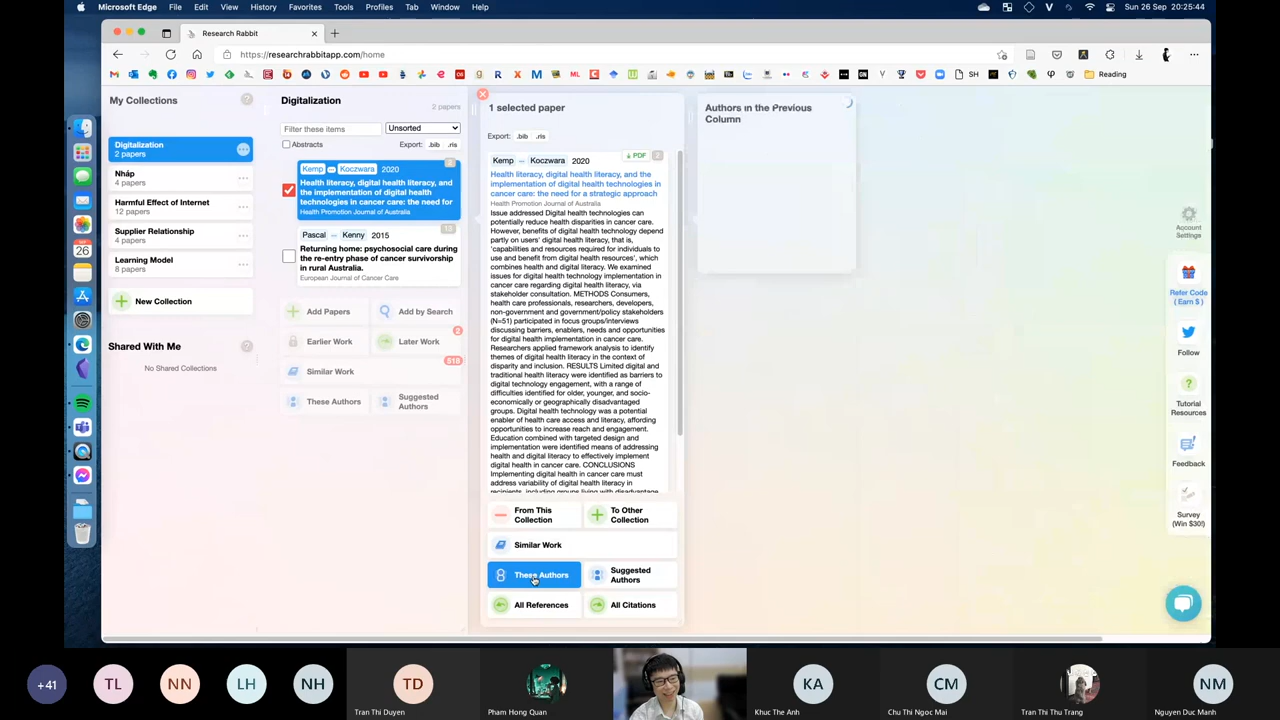 Microsoft Edge File Edit View History Favorites Tools Profiles Tab Window Help
Sun 26 Sep 20:25:44
Research Rabbit
https://researchrabbitapp.com/home
ML
SH
Reading
My Collections
Digitalization
2 papers
Nháp
4 papers
Harmful Effect of Internet
12 papers
Supplier Relationship
4 papers
Learning Model
8 papers
New Collection
Shared With Me
No Shared Collections
Digitalization
2 papers
Filter these items
Unsorted
Abstracts
Export: .bib .ris
Kemp Koczwara 2020
2
Health literacy, digital health literacy, and
the implementation of digital health
technologies in cancer care: the need for
Health Promotion Journal of Australia
Pascal Kenny 2015
13
Returning home: psychosocial care during
the re-entry phase of cancer survivorship
in rural Australia.
European Journal of Cancer Care
Add Papers
Add by Search
Earlier Work
Later Work
2
Similar Work
518
These Authors
Suggested
Authors
1 selected paper
Export: .bib .ris
Kemp Koczwara 2020
PDF
2
Health literacy, digital health literacy, and the
implementation of digital health technologies in
cancer care: the need for a strategic approach
Health Promotion Journal of Australia
Issue addressed Digital health technologies can
potentially reduce health disparities in cancer care.
However, benefits of digital health technology depend
partly on users' digital health literacy, that is,
'capabilities and resources required for individuals to
use and benefit from digital health resources', which
combines health and digital literacy. We examined
issues for digital health technology implementation in
cancer care regarding digital health literacy, via
stakeholder consultation. METHODS Consumers,
health care professionals, researchers, developers,
non-government and government/policy stakeholders
(N=51) participated in focus groups/interviews
discussing barriers, enablers, needs and opportunities
for digital health implementation in cancer care.
Researchers applied framework analysis to identify
themes of digital health literacy in the context of
disparity and inclusion. RESULTS Limited digital and
traditional health literacy were identified as barriers to
digital technology engagement, with a range of
difficulties identified for older, younger, and socio-
economically or geographically disadvantaged
groups. Digital health technology was a potential
enabler of health care access and literacy, affording
opportunities to increase reach and engagement.
Education combined with targeted design and
implementation were identified means of addressing
health and digital literacy to effectively implement
digital health in cancer care. CONCLUSIONS
Implementing digital health in cancer care must
address variability of digital health literacy in
recipients, including groups living with disadvantage
From This
Collection
To Other
Collection
Similar Work
These Authors
Suggested
Authors
All References
All Citations
Authors in the Previous
Column
Account
Settings
Refer Code
( Earn $ )
Follow
Tutorial
Resources
Feedback
Survey
(Win $30!)
SEP
26
+41
TL
NN
LH
NH
TD
KA
CM
NM
Tran Thi Duyen
Pham Hong Quan
Khuc The Anh
Chu Thi Ngoc Mai
Tran Thi Thu Trang
Nguyen Duc Manh